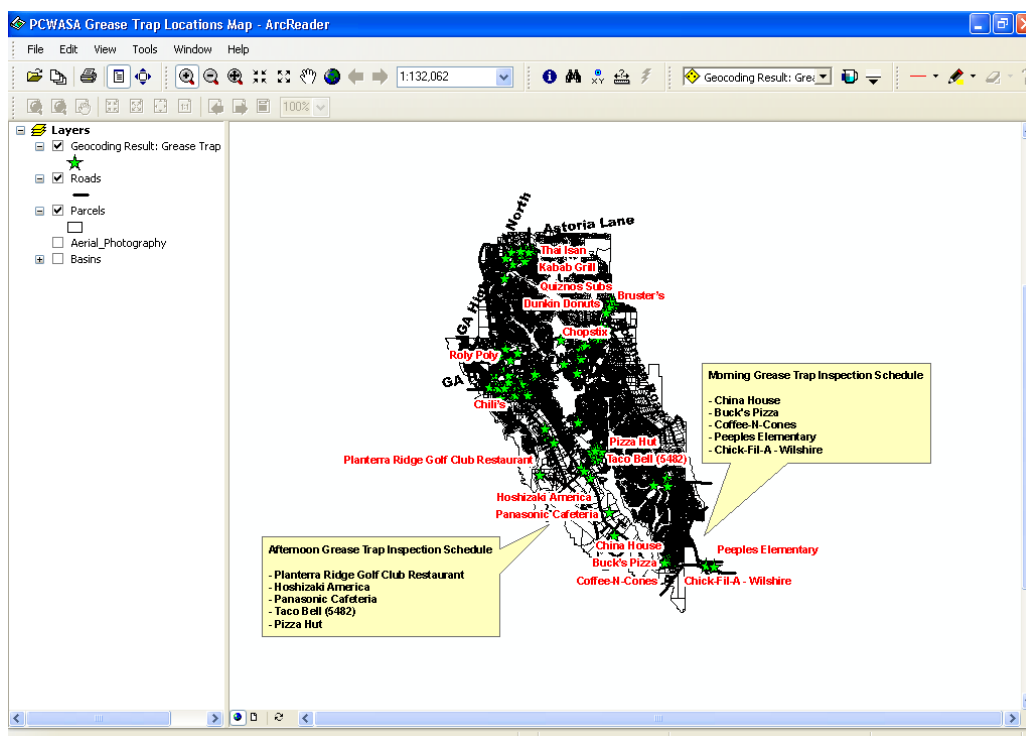 PCWASA Grease Trap Locations Map - ArcReader
File Edit View Tools Window Help
1:132,062
Geocoding Result: Grea
100%
Layers
Geocoding Result: Grease Trap
Roads
Parcels
Aerial_Photography
Basins
North
Astoria Lane
Thai Isan
Kabab Grill
Quiznos Subs
Bruster's
Dunkin Donuts
GA Hig
Chopstix
Roly Poly
GA
Chili's
Pizza Hut
Planterra Ridge Golf Club Restaurant
Taco Bell (5482)
Hoshizaki America
Panasonic Cafeteria
China House
Peeples Elementary
Buck's Pizza
Coffee-N-Cones
Chick-Fil-A - Wilshire
Morning Grease Trap Inspection Schedule
- China House
- Buck's Pizza
- Coffee-N-Cones
- Peeples Elementary
- Chick-Fil-A - Wilshire
Afternoon Grease Trap Inspection Schedule
- Planterra Ridge Golf Club Restaurant
- Hoshizaki America
- Panasonic Cafeteria
- Taco Bell (5482)
- Pizza Hut